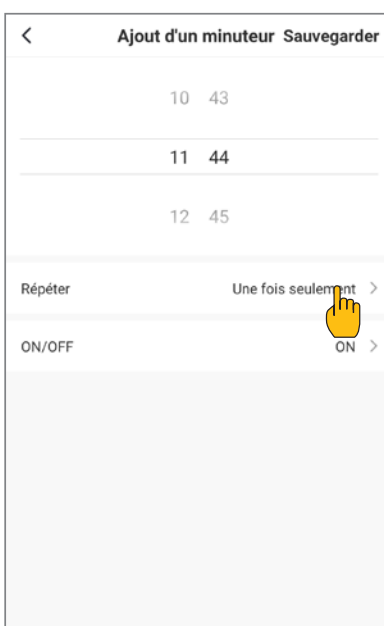 Ajout d'un minuteur Sauvegarder
10 43
11 44
12 45
Répéter Une fois seulement
ON/OFF ON